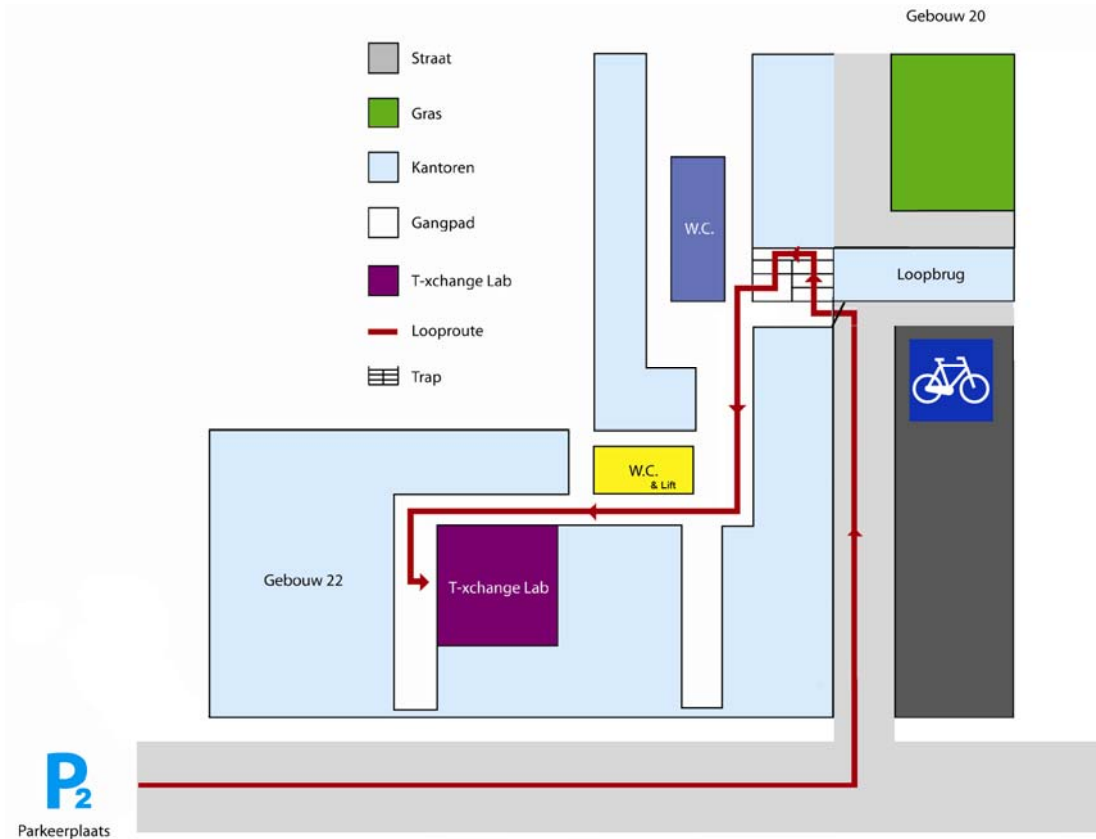 Gebouw 20
Straat
Gras
Kantoren
Gangpad
W.C.
T-xchange Lab
Loopbrug
Looproute
Trap
W.C.
& Lift
Gebouw 22
T-xchange Lab
P2
Parkeerplaats